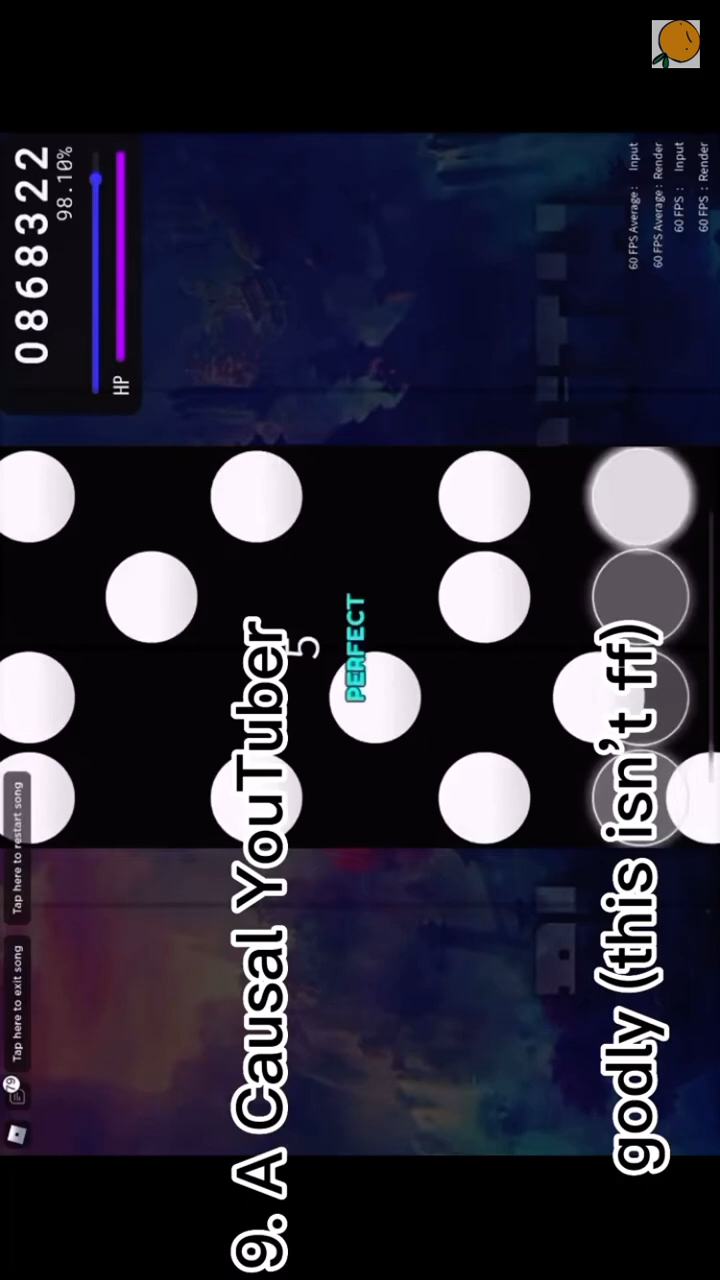 9. A Causal YouTuber
79
Tap here to exit song
Tap here to restart song
0868322
98.10%
HP
5
PERFECT
60 FPS Average : Input
60 FPS Average : Render
60 FPS : Input
60 FPS : Render
godly (this isn’t ff)